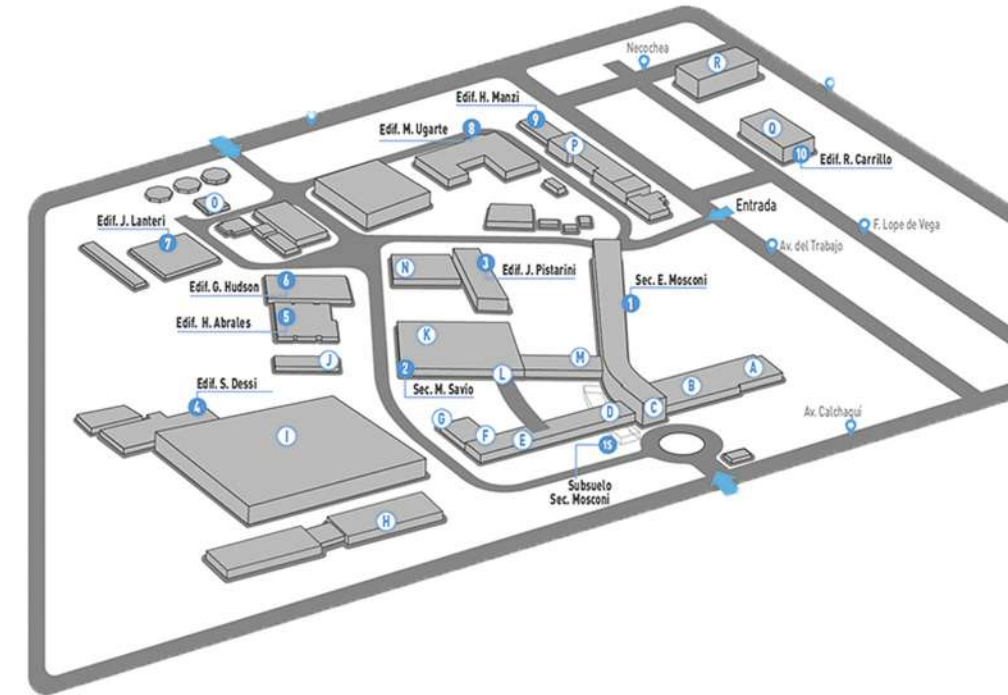 Necochea
R
Edif. H. Manzi
9
Edif. M. Ugarte
8
P
Q
10
Edif. R. Carrillo
O
Entrada
Edif. J. Lanteri
7
F. Lope de Vega
Av. del Trabajo
N
3
Edif. J. Pistarini
6
Edif. G. Hudson
Sec. E. Mosconi
1
5
Edif. H. Abrales
K
J
M
A
2
L
B
Sec. M. Savio
Edif. S. Dessi
4
D
C
Av. Calchaquí
G
I
F
E
1S
Subsuelo
Sec. Mosconi
H